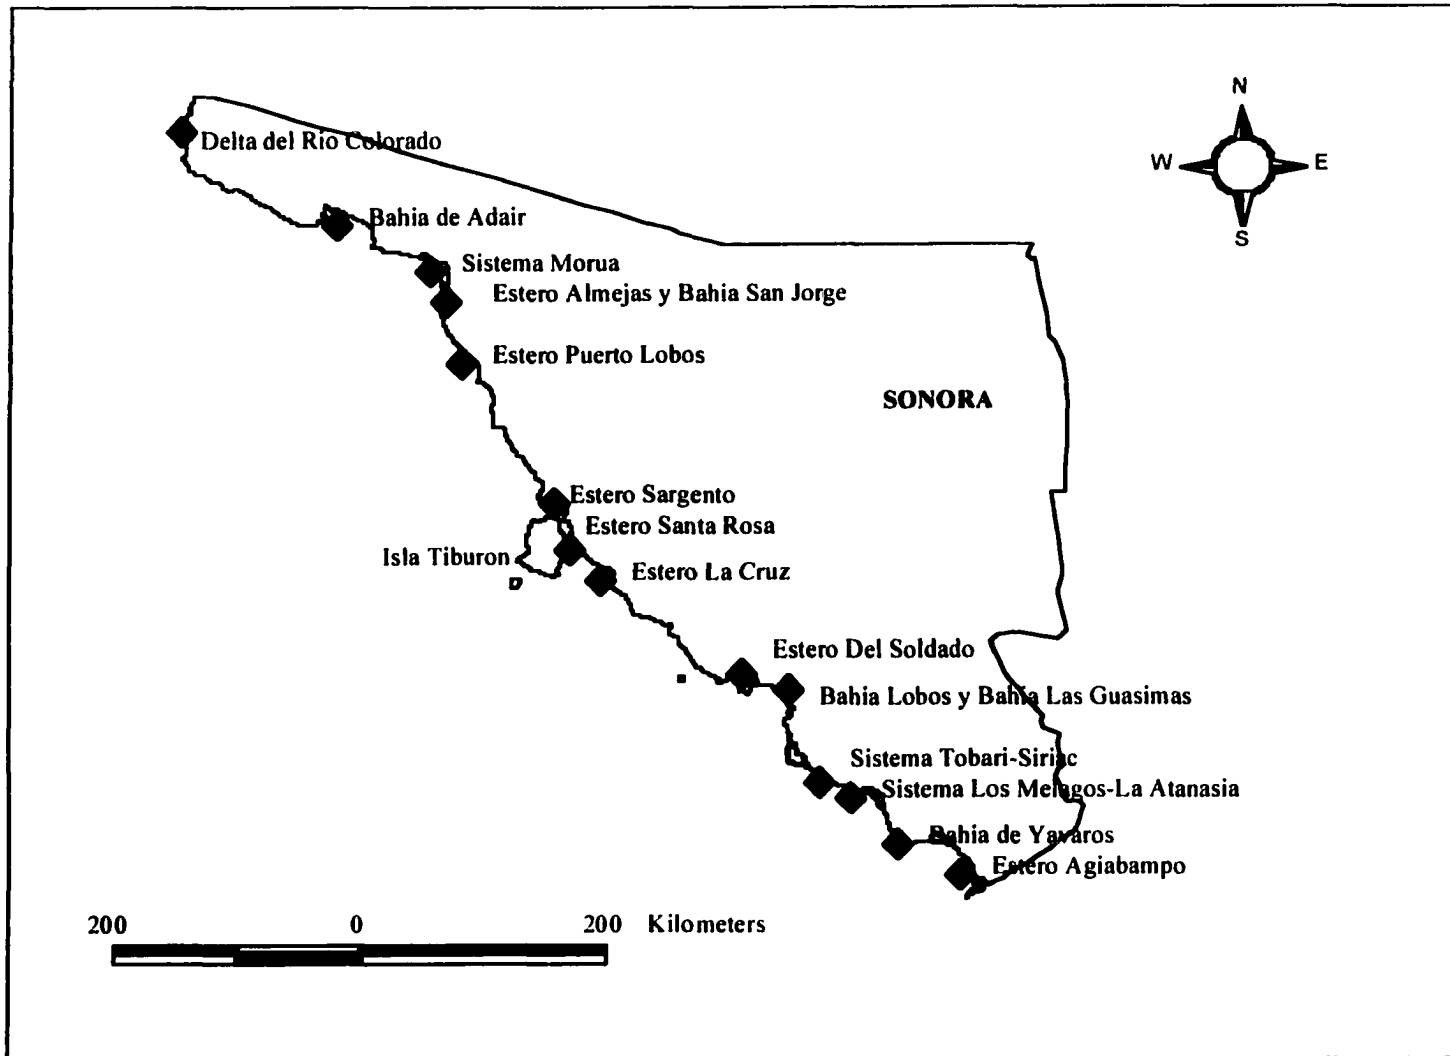 N
W E
S
Delta del Rio Colorado
Bahia de Adair
Sistema Morua
Estero Almejas y Bahia San Jorge
Estero Puerto Lobos
SONORA
Estero Sargento
Estero Santa Rosa
Isla Tiburon
Estero La Cruz
Estero Del Soldado
Bahia Lobos y Bahia Las Guasimas
Sistema Tobari-Siriac
Sistema Los Melagos-La Atanasia
Bahia de Yavaros
Estero Agiabampo
200 0 200 Kilometers